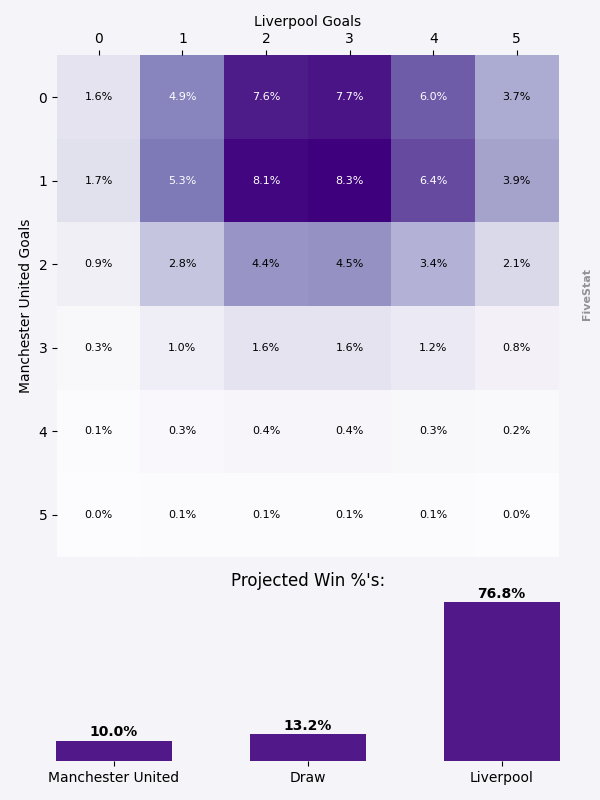 Liverpool Goals
0 1 2 3 4 5
Manchester United Goals
0 1.6% 4.9% 7.6% 7.7% 6.0% 3.7%
1 1.7% 5.3% 8.1% 8.3% 6.4% 3.9%
2 0.9% 2.8% 4.4% 4.5% 3.4% 2.1%
3 0.3% 1.0% 1.6% 1.6% 1.2% 0.8%
4 0.1% 0.3% 0.4% 0.4% 0.3% 0.2%
5 0.0% 0.1% 0.1% 0.1% 0.1% 0.0%
FiveStat
Projected Win %'s:
10.0% 13.2% 76.8%
Manchester United Draw Liverpool